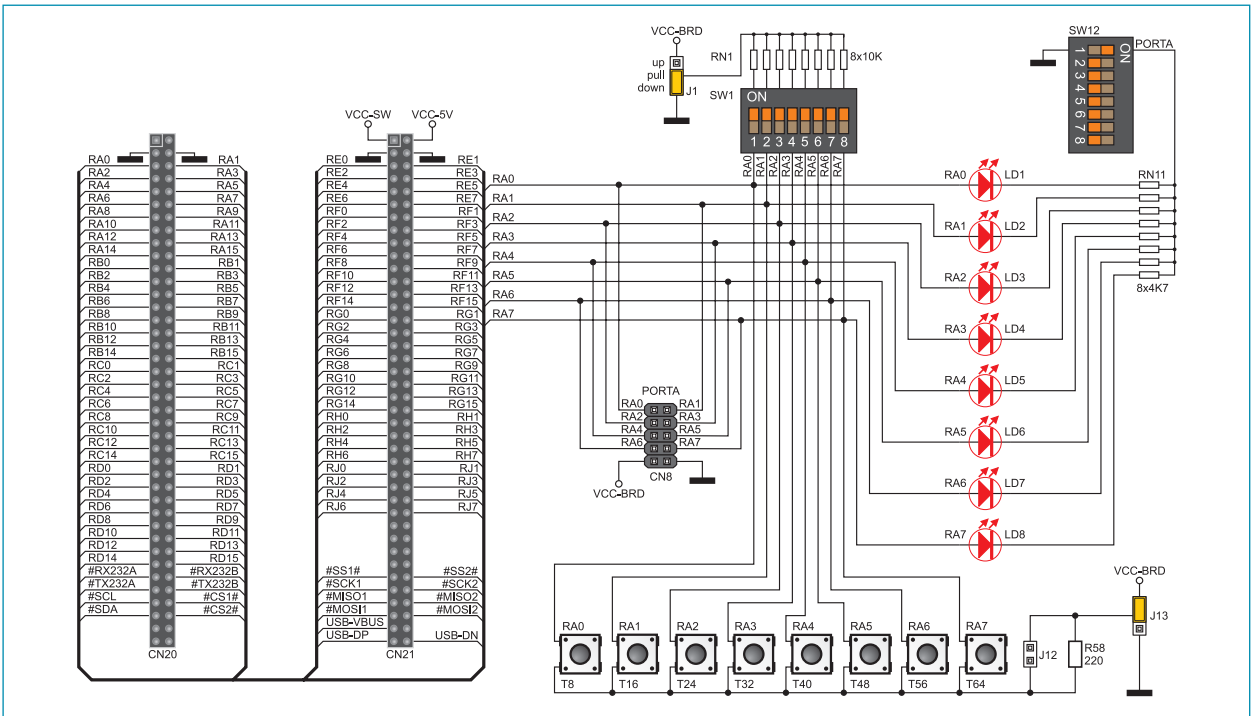 VCC-BRD
up
pull
down
J1
RN1
8x10K
SW1
ON
1 2 3 4 5 6 7 8
RA0 RA1 RA2 RA3 RA4 RA5 RA6 RA7
SW12
ON
PORTA
1 2 3 4 5 6 7 8
RN11
8x4K7
RA0 LD1
RA1 LD2
RA2 LD3
RA3 LD4
RA4 LD5
RA5 LD6
RA6 LD7
RA7 LD8
RA0 RA1
RA2 RA3
RA4 RA5
RA6 RA7
RA8 RA9
RA10 RA11
RA12 RA13
RA14 RA15
RB0 RB1
RB2 RB3
RB4 RB5
RB6 RB7
RB8 RB9
RB10 RB11
RB12 RB13
RB14 RB15
RC0 RC1
RC2 RC3
RC4 RC5
RC6 RC7
RC8 RC9
RC10 RC11
RC12 RC13
RC14 RC15
RD0 RD1
RD2 RD3
RD4 RD5
RD6 RD7
RD8 RD9
RD10 RD11
RD12 RD13
RD14 RD15
#RX232A #RX232B
#TX232A #TX232B
#SCL #CS1#
#SDA #CS2#
CN20
VCC-SW VCC-5V
RE0 RE1
RE2 RE3
RE4 RE5
RE6 RE7
RF0 RF1
RF2 RF3
RF4 RF5
RF6 RF7
RF8 RF9
RF10 RF11
RF12 RF13
RF14 RF15
RG0 RG1
RG2 RG3
RG4 RG5
RG6 RG7
RG8 RG9
RG10 RG11
RG12 RG13
RG14 RG15
RH0 RH1
RH2 RH3
RH4 RH5
RH6 RH7
RJ0 RJ1
RJ2 RJ3
RJ4 RJ5
RJ6 RJ7
#SS1# #SS2#
#SCK1 #SCK2
#MISO1 #MISO2
#MOSI1 #MOSI2
USB-VBUS
USB-DP USB-DN
CN21
RA0
RA1
RA2
RA3
RA4
RA5
RA6
RA7
PORTA
RA0 RA1
RA2 RA3
RA4 RA5
RA6 RA7
CN8
VCC-BRD
RA0 RA1 RA2 RA3 RA4 RA5 RA6 RA7
T8 T16 T24 T32 T40 T48 T56 T64
J12
R58
220
VCC-BRD
J13